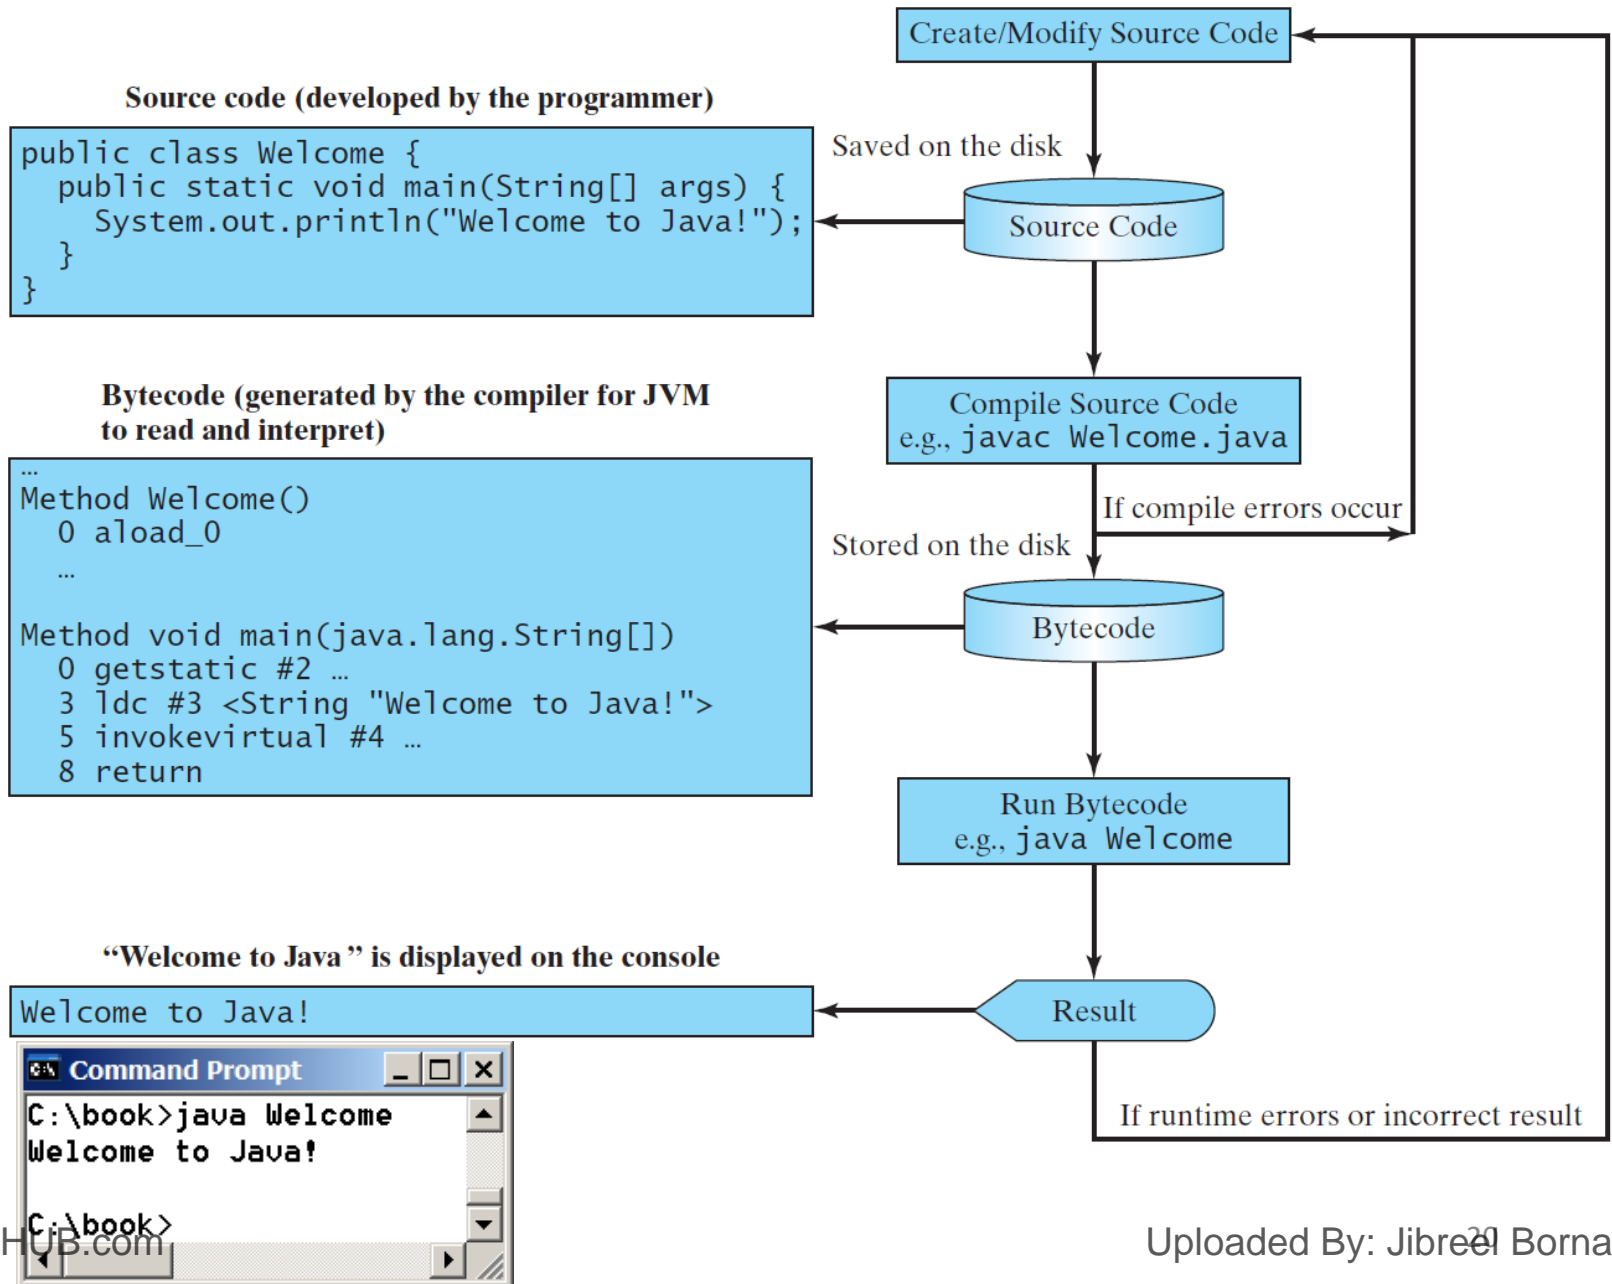 Create/Modify Source Code
Source code (developed by the programmer)
public class Welcome {
public static void main(String[] args) {
System.out.println("Welcome to Java!");
}
}
Saved on the disk
Source Code
Bytecode (generated by the compiler for JVM
to read and interpret)
…
Method Welcome()
0 aload_0
…
Method void main(java.lang.String[])
0 getstatic #2 …
3 ldc #3 <String "Welcome to Java!">
5 invokevirtual #4 …
8 return
Compile Source Code
e.g., javac Welcome.java
If compile errors occur
Stored on the disk
Bytecode
Run Bytecode
e.g., java Welcome
“Welcome to Java” is displayed on the console
Welcome to Java!
Result
If runtime errors or incorrect result
Command Prompt
C:\book>java Welcome
Welcome to Java!
C:\book>
HUB.com
Uploaded By: Jibreel Borna
20